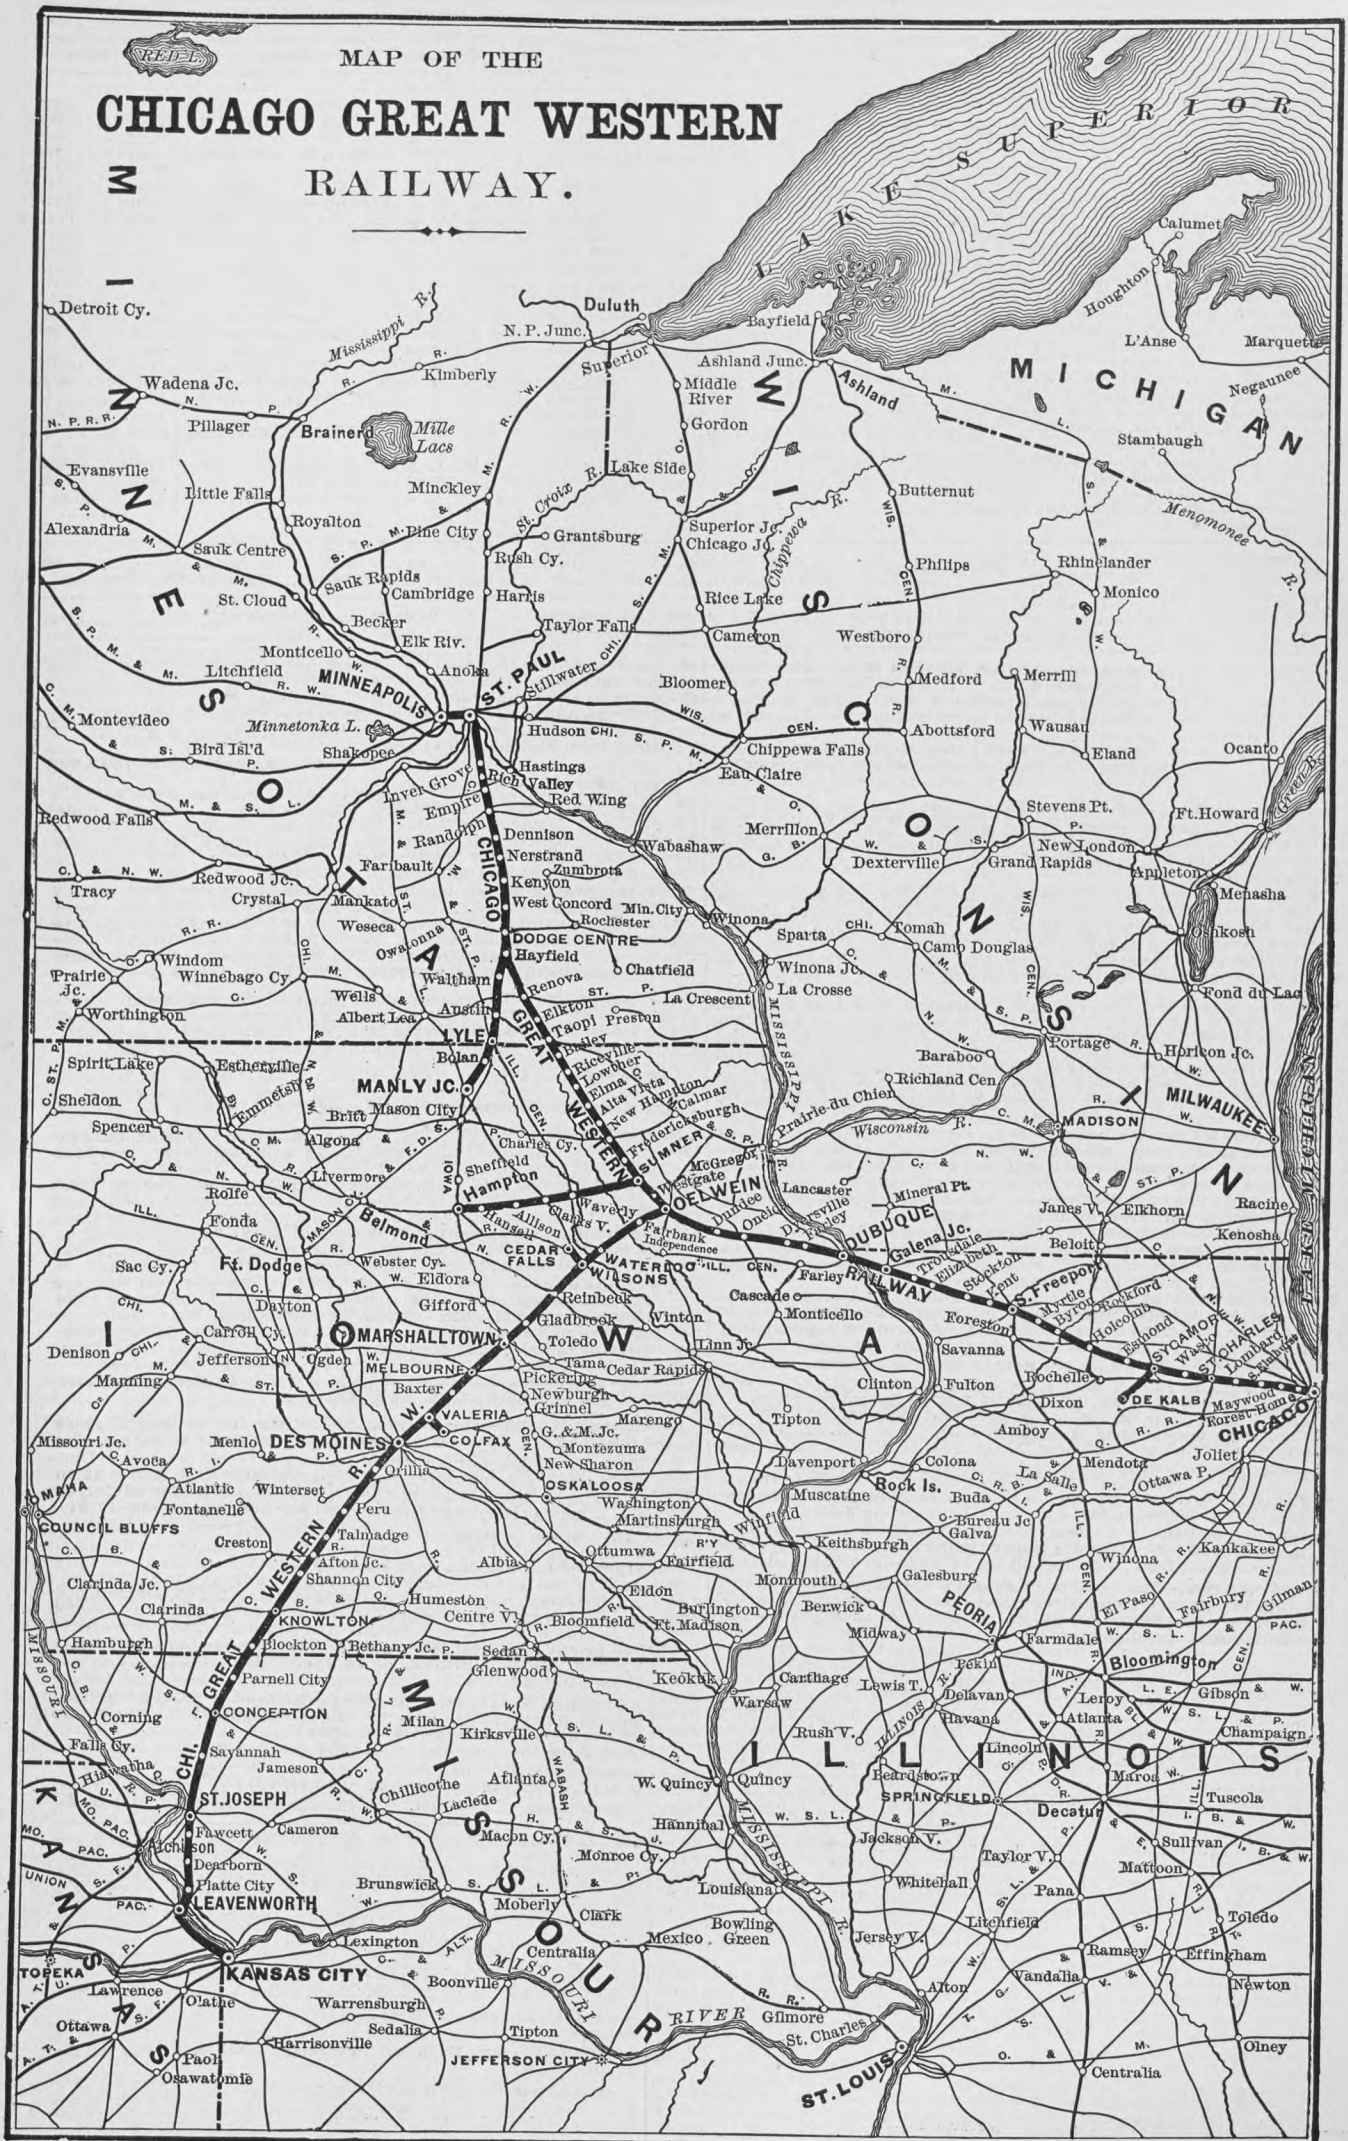 RED L.
MAP OF THE
CHICAGO GREAT WESTERN
RAILWAY.
LAKE SUPERIOR
MINNESOTA
WISCONSIN
MICHIGAN
IOWA
ILLINOIS
MISSOURI
KANSAS
LAKE MICHIGAN
Calumet
Houghton
L'Anse
Marquette
Negaunee
Stambaugh
Menomonee R.
Detroit Cy.
Mississippi R.
Duluth
N. P. Junc.
Superior
Bayfield
Ashland Junc.
Ashland
Kimberly
Wadena Jc.
N. P. R. R.
Pillager
Brainerd
Mille Lacs
Middle River
Gordon
Evansville
Little Falls
Minckley
Lake Side
St. Croix R.
Butternut
Alexandria
Royalton
Pine City
Grantsburg
Superior Jc.
Chicago Jc.
Chippewa R.
Sauk Centre
Rush Cy.
Philips
Rhinelander
Sauk Rapids
Cambridge
Harris
Rice Lake
Monico
St. Cloud
Becker
Taylor Falls
Cameron
Westboro
Elk Riv.
Monticello
Anoka
ST. PAUL
Stillwater
Litchfield
MINNEAPOLIS
Bloomer
Medford
Merrill
Montevideo
Minnetonka L.
Hudson
Abottsford
Wausau
Bird Isl'd
Shakopee
Chippewa Falls
Eland
Ocanto
Green B.
Inver Grove
Rich Valley
Hastings
Eau Claire
Empire
Red Wing
Redwood Falls
Randolph
Dennison
Wabashaw
Merrillon
Stevens Pt.
Ft. Howard
Faribault
Nerstrand
Dexterville
Grand Rapids
New London
Zumbrota
Kenyon
Tracy
Redwood Jc.
Appleton
Menasha
Crystal
Mankato
West Concord
Min. City
Winona
Rochester
Weseca
Owatonna
DODGE CENTRE
Sparta
Tomah
Camp Douglas
Oshkosh
Hayfield
Windom
Prairie Jc.
Winnebago Cy.
Waltham
Chatfield
Winona Jc.
Renova
Wells
La Crescent
La Crosse
Fond du Lac
Worthington
Albert Lea
Austin
Elkton
Taopi
Preston
LYLE
Bailey
Portage
Horicon Jc.
Spirit Lake
Estherville
Bolan
Riceville
Lowther
Baraboo
Elma
Alta Vista
New Hampton
Richland Cen.
MANLY JC.
Calmar
Sheldon
Emmetsb'g
Fredericksburg
Prairie du Chien
Wisconsin R.
MADISON
MILWAUKEE
Spencer
Algona
Britt
Mason City
Charles Cy.
SUMNER
McGregor
Livermore
Sheffield
Westgate
Lancaster
Mineral Pt.
Rolfe
Hampton
OELWEIN
Waverly
Dundee
Oneida
Dyersville
Farley
Janes V.
Elkhorn
Racine
Fonda
Belmond
Hansell
Allison
Clarks V.
Fairbank
Independence
DUBUQUE
Galena Jc.
Beloit
Kenosha
Sac Cy.
Ft. Dodge
Webster Cy.
CEDAR FALLS
WATERLOO
WILSONS
Farley
Tronsdale
Elizabeth
Stockton
Kent
S. Freeport
Eldora
Cascade
Myrtle
Byron
Rockford
Dayton
Gifford
Reinbeck
Monticello
Foreston
Holcomb
Esmond
SYCAMORE
Wasco
ST. CHARLES
Lombard
S. Elmhurst
Gladbrook
Vinton
Carroll Cy.
MARSHALLTOWN
Toledo
Linn Jc.
Savanna
Denison
Jefferson
Ogden
MELBOURNE
Tama
Cedar Rapids
Manning
Baxter
Pickering
Newburgh
Clinton
Fulton
Rochelle
DE KALB
Maywood
Forest Home
CHICAGO
VALERIA
Grinnel
Marengo
Tipton
Dixon
Missouri Jc.
Menlo
DES MOINES
COLFAX
G. & M. Jc.
Montezuma
Amboy
Avoca
New Sharon
Davenport
Colona
Mendota
Joliet
Orillia
Rock Is.
La Salle
Ottawa P.
Atlantic
Winterset
OSKALOOSA
Muscatine
Buda
MAHA
Fontanelle
Peru
Washington
COUNCIL BLUFFS
Martinsburgh
Winfield
Bureau Jc
Galva
Creston
Talmadge
Keithsburgh
Kankakee
Afton Jc.
Albia
Ottumwa
Fairfield
Winona
Clarinda Jc.
Shannon City
Monmouth
Galesburg
Gilman
Clarinda
Humeston
Eldon
Berwick
PEORIA
El Paso
Fairbury
KNOWLTON
Centre V.
Bloomfield
Burlington
Ft. Madison
Midway
Hamburgh
Blockton
Bethany Jc.
Sedan
Farmdale
Pekin
Bloomington
Parnell City
Glenwood
Keokuk
Carthage
Lewis T.
Delavan
Leroy
Gibson
Corning
CONCEPTION
Warsaw
Havana
Atlanta
Milan
Kirksville
Rush V.
Champaign
Falls Cy.
Savannah
Lincoln
Hiawatha
Jameson
W. Quincy
Quincy
Beardstown
Maroa
ST. JOSEPH
Chillicothe
Atlanta
SPRINGFIELD
Decatur
Tuscola
Laclede
Fawcett
Cameron
Macon Cy.
Hannibal
Jackson V.
Sullivan
Atchison
Dearborn
Monroe Cy.
Taylor V.
Mattoon
Platte City
LEAVENWORTH
Brunswick
Moberly
Louisiana
Whitehall
Pana
Clark
Bowling Green
Litchfield
Toledo
Lexington
Centralia
Mexico
Jersey V.
Ramsey
Effingham
TOPEKA
KANSAS CITY
Boonville
Alton
Vandalia
Newton
Lawrence
Olathe
Warrensburgh
MISSOURI RIVER
Gilmore
Ottawa
Harrisonville
Sedalia
Tipton
St. Charles
Olney
Paoli
Osawatomie
JEFFERSON CITY
ST. LOUIS
Centralia
CHICAGO GREAT WESTERN RAILWAY
CHI. GREAT WESTERN R. W.
MISSISSIPPI R.
ILLINOIS R.
MISSOURI